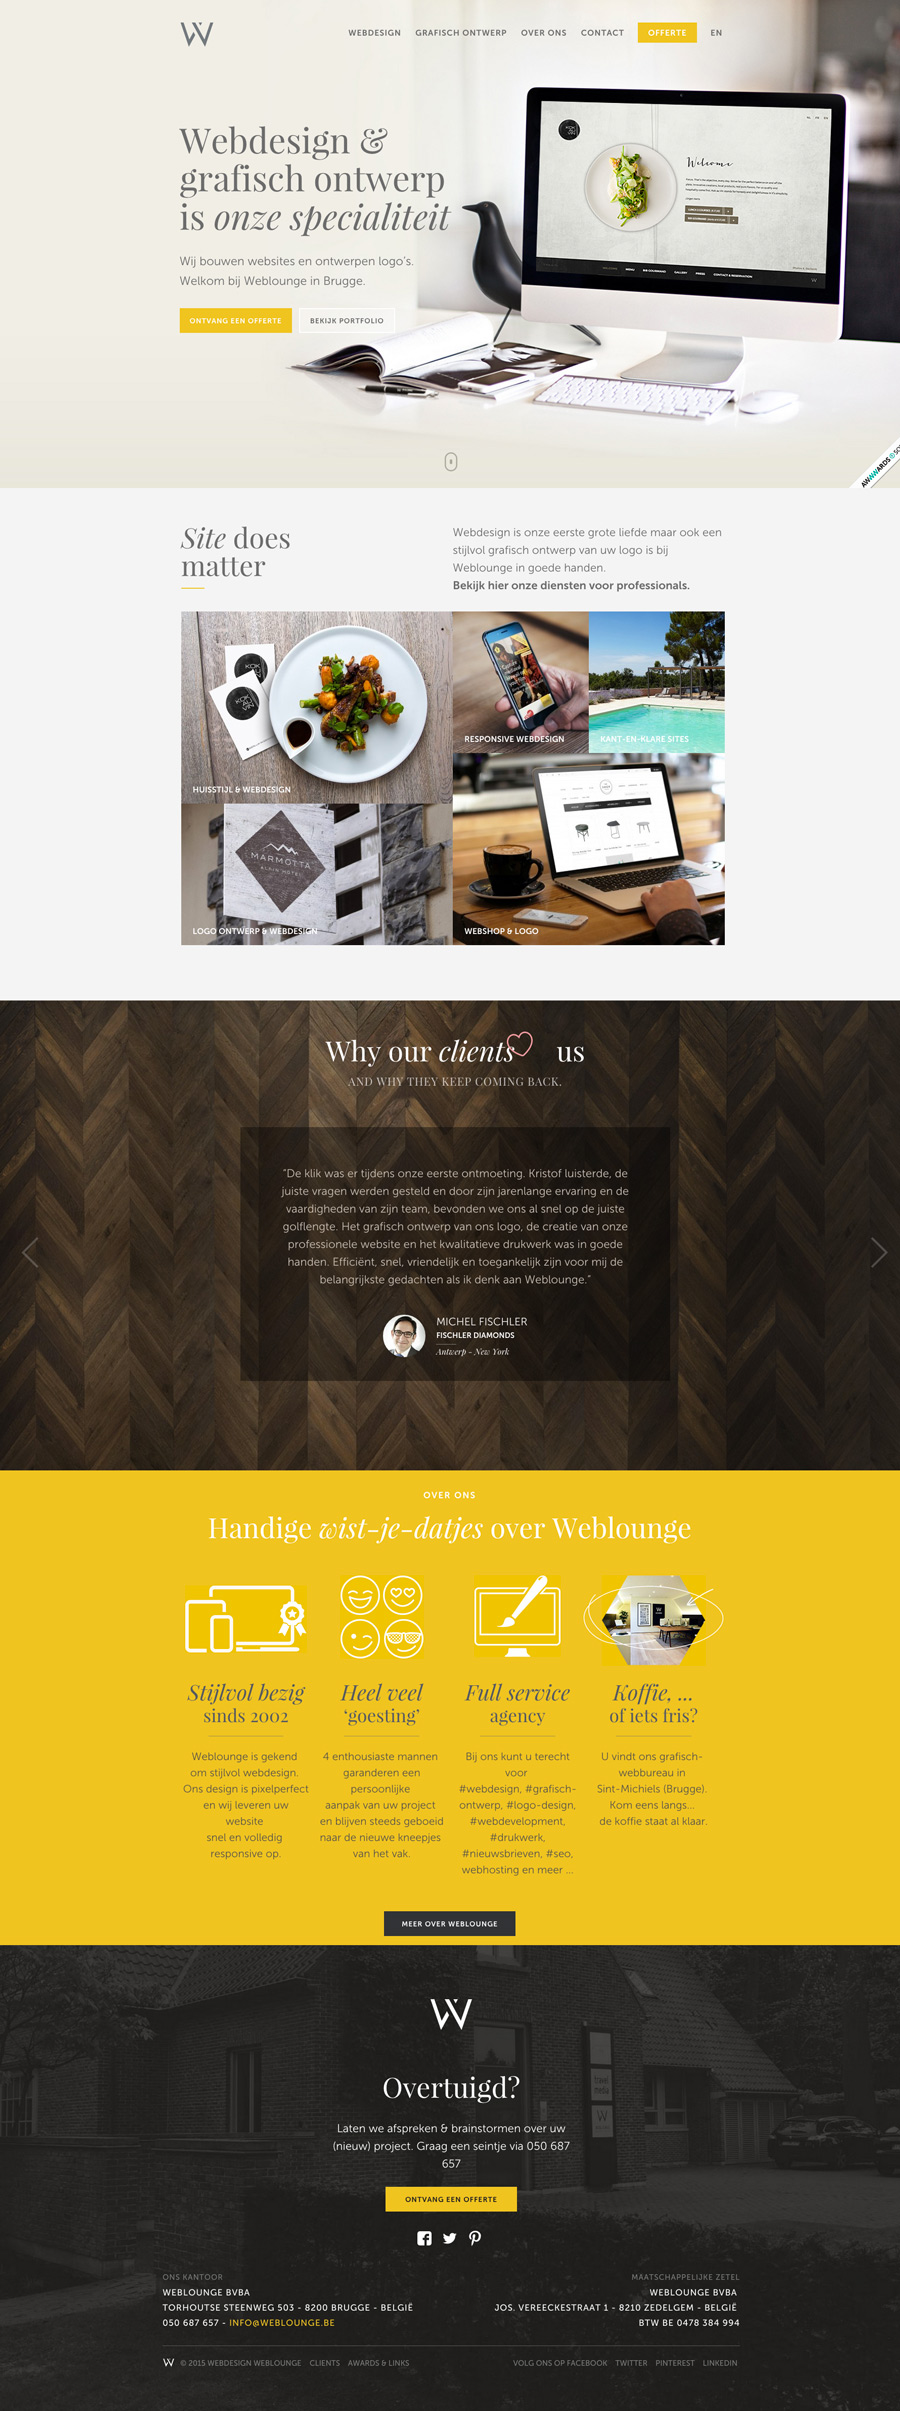 WEBDESIGN GRAFISCH ONTWERP OVER ONS CONTACT OFFERTE EN
Webdesign &
grafisch ontwerp
is onze specialiteit
Wij bouwen websites en ontwerpen logo's.
Welkom bij Weblounge in Brugge.
ONTVANG EEN OFFERTE BEKIJK PORTFOLIO
Welcome
MENU BIB GOURMAND GALLERY PRESS CONTACT & RESERVATION
Site does
matter
Webdesign is onze eerste grote liefde maar ook een
stijlvol grafisch ontwerp van uw logo is bij
Weblounge in goede handen.
Bekijk hier onze diensten voor professionals.
KOK
AU
VIN
HUISSTIJL & WEBDESIGN
RESPONSIVE WEBDESIGN
KANT-EN-KLARE SITES
MARMOTTA
ALPIN HOTEL
LOGO ONTWERP & WEBDESIGN
WEBSHOP & LOGO
Why our clients us
AND WHY THEY KEEP COMING BACK.
"De klik was er tijdens onze eerste ontmoeting. Kristof luisterde, de
juiste vragen werden gesteld en door zijn jarenlange ervaring en de
vaardigheden van zijn team, bevonden we ons al snel op de juiste
golflengte. Het grafisch ontwerp van ons logo, de creatie van onze
professionele website en het kwalitatieve drukwerk was in goede
handen. Efficiënt, snel, vriendelijk en toegankelijk zijn voor mij de
belangrijkste gedachten als ik denk aan Weblounge."
MICHEL FISCHLER
FISCHLER DIAMONDS
Antwerp - New York
OVER ONS
Handige wist-je-datjes over Weblounge
Stijlvol bezig
sinds 2002
Weblounge is gekend
om stijlvol webdesign.
Ons design is pixelperfect
en wij leveren uw
website
snel en volledig
responsive op.
Heel veel
'goesting'
4 enthousiaste mannen
garanderen een
persoonlijke
aanpak van uw project
en blijven steeds geboeid
naar de nieuwe kneepjes
van het vak.
Full service
agency
Bij ons kunt u terecht
voor
#webdesign, #grafisch-
ontwerp, #logo-design,
#webdevelopment,
#drukwerk,
#nieuwsbrieven, #seo,
webhosting en meer ...
Koffie, ...
of iets fris?
U vindt ons grafisch-
webbureau in
Sint-Michiels (Brugge).
Kom eens langs...
de koffie staat al klaar.
MEER OVER WEBLOUNGE
travel
media
Overtuigd?
Laten we afspreken & brainstormen over uw
(nieuw) project. Graag een seintje via 050 687
657
ONTVANG EEN OFFERTE
ONS KANTOOR
WEBLOUNGE BVBA
TORHOUTSE STEENWEG 503 - 8200 BRUGGE - BELGIË
050 687 657 - INFO@WEBLOUNGE.BE
MAATSCHAPPELIJKE ZETEL
WEBLOUNGE BVBA
JOS. VEREECKESTRAAT 1 - 8210 ZEDELGEM - BELGIË
BTW BE 0478 384 994
© 2015 WEBDESIGN WEBLOUNGE CLIENTS AWARDS & LINKS
VOLG ONS OP FACEBOOK TWITTER PINTEREST LINKEDIN